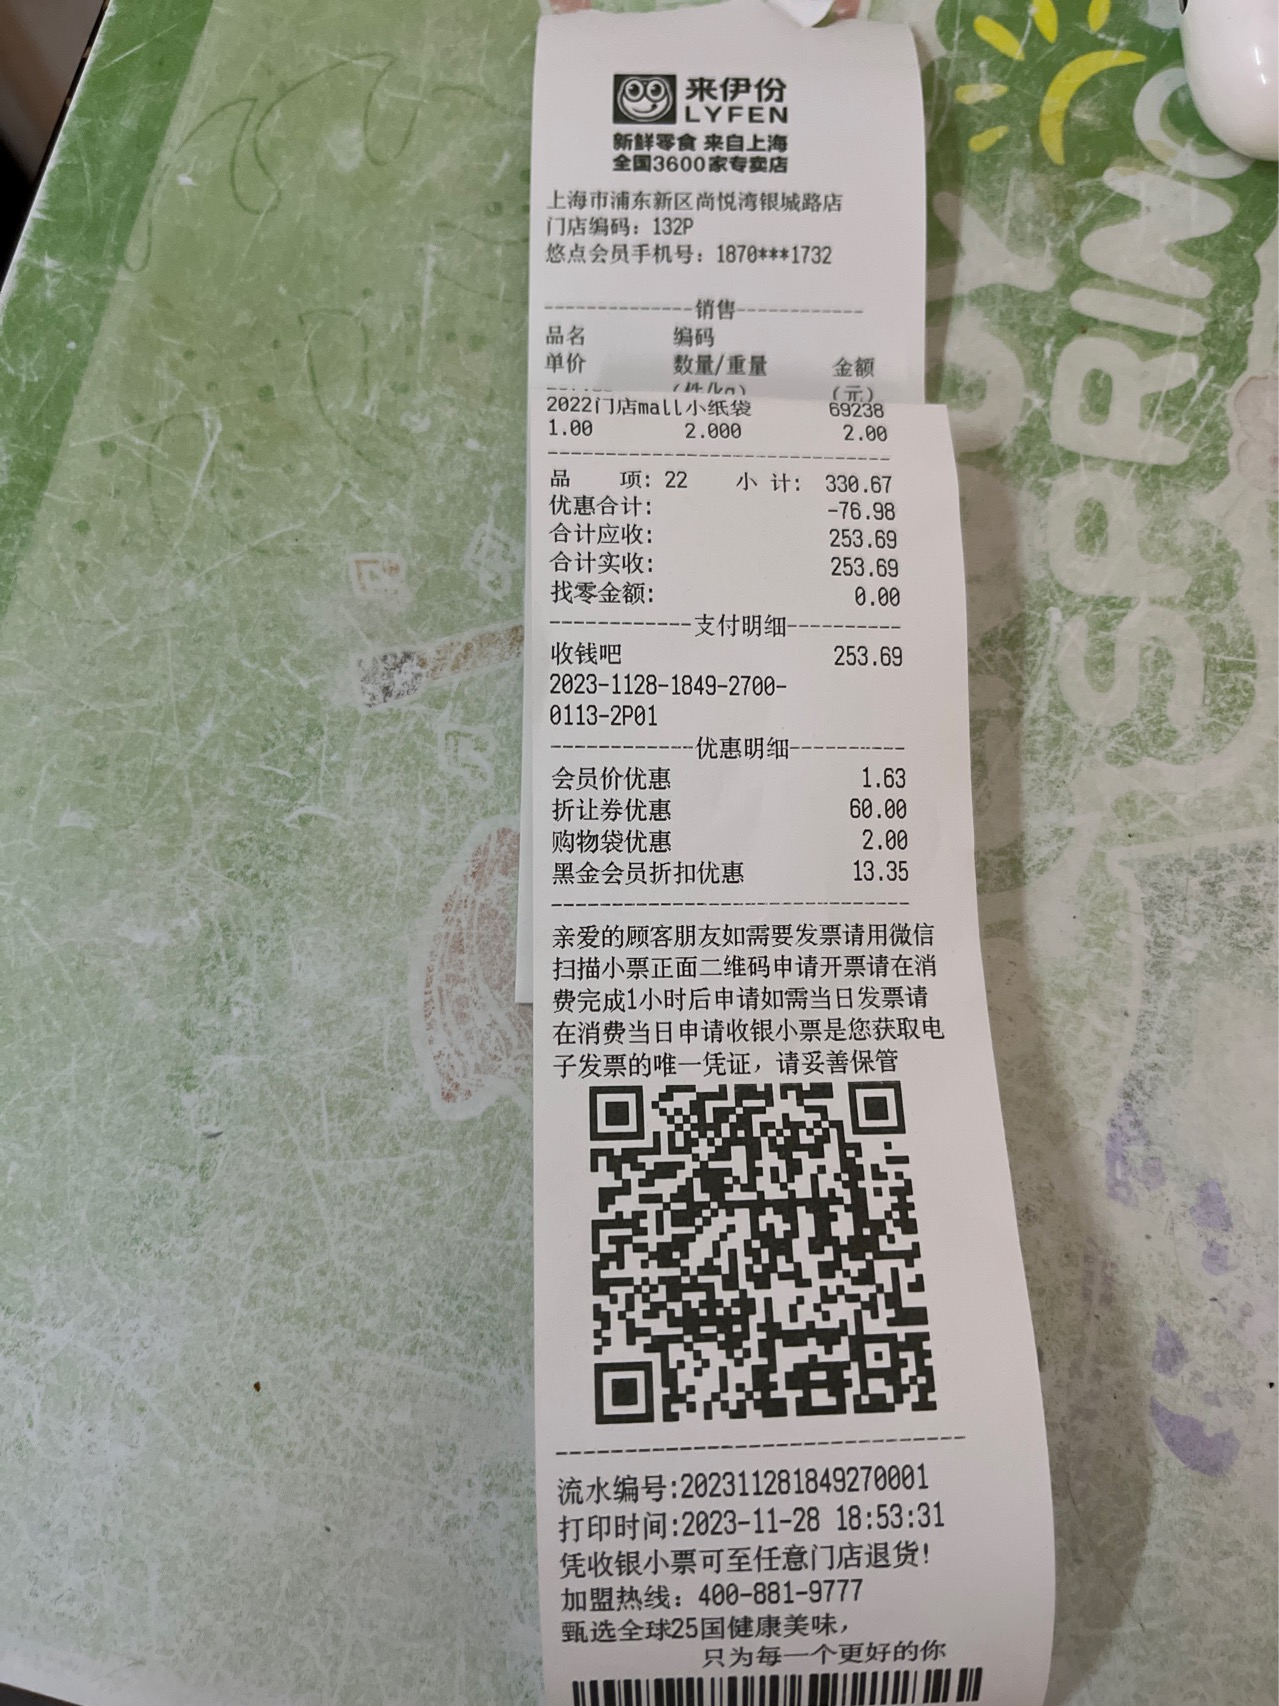 来伊份
LYFEN
新鲜零食 来自上海
全国3600家专卖店
上海市浦东新区尚悦湾银城路店
门店编码：132P
悠点会员手机号：1870***1732
--------------销售------------
品名 编码
单价 数量/重量 金额
(件/kg) (元)
2022门店mall小纸袋 69238
1.00 2.000 2.00
品 项: 22 小 计: 330.67
优惠合计: -76.98
合计应收: 253.69
合计实收: 253.69
找零金额: 0.00
------------支付明细----------
收钱吧 253.69
2023-1128-1849-2700-
0113-2P01
------------优惠明细----------
会员价优惠 1.63
折让券优惠 60.00
购物袋优惠 2.00
黑金会员折扣优惠 13.35
亲爱的顾客朋友如需要发票请用微信
扫描小票正面二维码申请开票请在消
费完成1小时后申请如需当日发票请
在消费当日申请收银小票是您获取电
子发票的唯一凭证，请妥善保管
流水编号:202311281849270001
打印时间:2023-11-28 18:53:31
凭收银小票可至任意门店退货!
加盟热线：400-881-9777
甄选全球25国健康美味，
只为每一个更好的你
SPRING